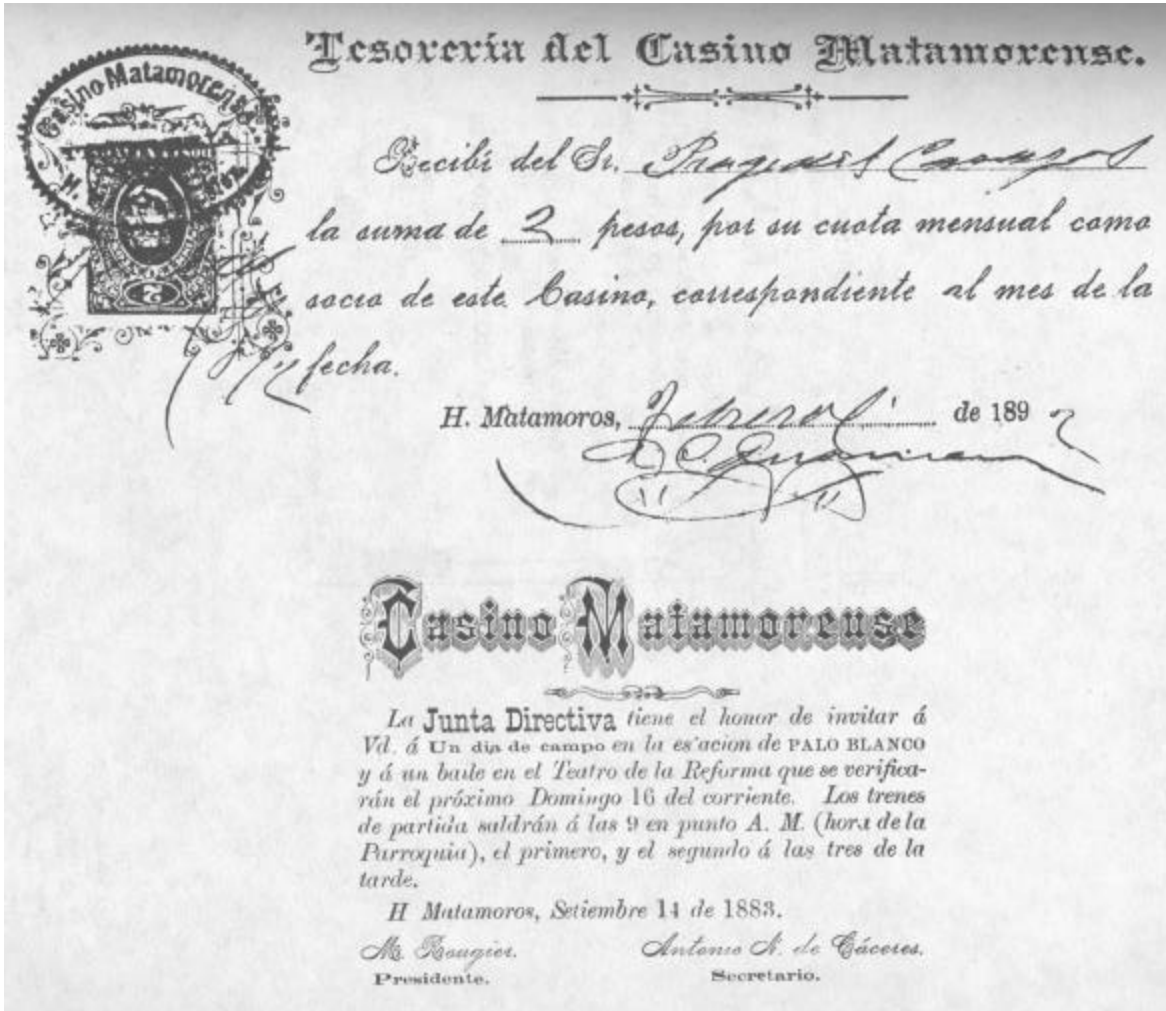 Tesorería del Casino Matamorense.
Casino Matamorense
H.
2
Recibí del Sr.
la suma de 2 pesos, por su cuota mensual como
socio de este Casino, correspondiente al mes de la
fecha.
H. Matamoros, Febrero 1º de 1892
Casino Matamorense
La Junta Directiva tiene el honor de invitar á
Vd. á Un dia de campo en la es'acion de PALO BLANCO
y á un baile en el Teatro de la Reforma que se verifica-
rán el próximo Domingo 16 del corriente. Los trenes
de partida saldrán á las 9 en punto A. M. (hora de la
Parroquia), el primero, y el segundo á las tres de la
tarde.
H Matamoros, Setiembre 14 de 1883.
M. Rougier. Antonio N. de Cáceres.
Presidente. Secretario.